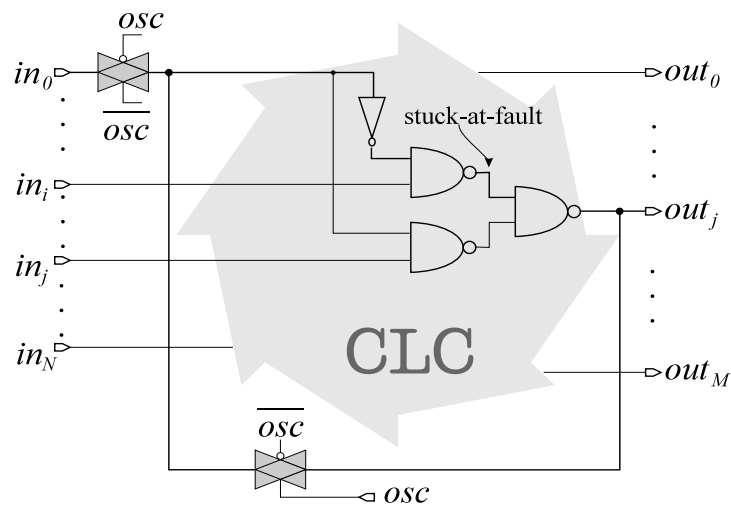 osc
in0
osc
out0
stuck-at-fault
ini
outj
inj
CLC
inN
outM
osc
osc